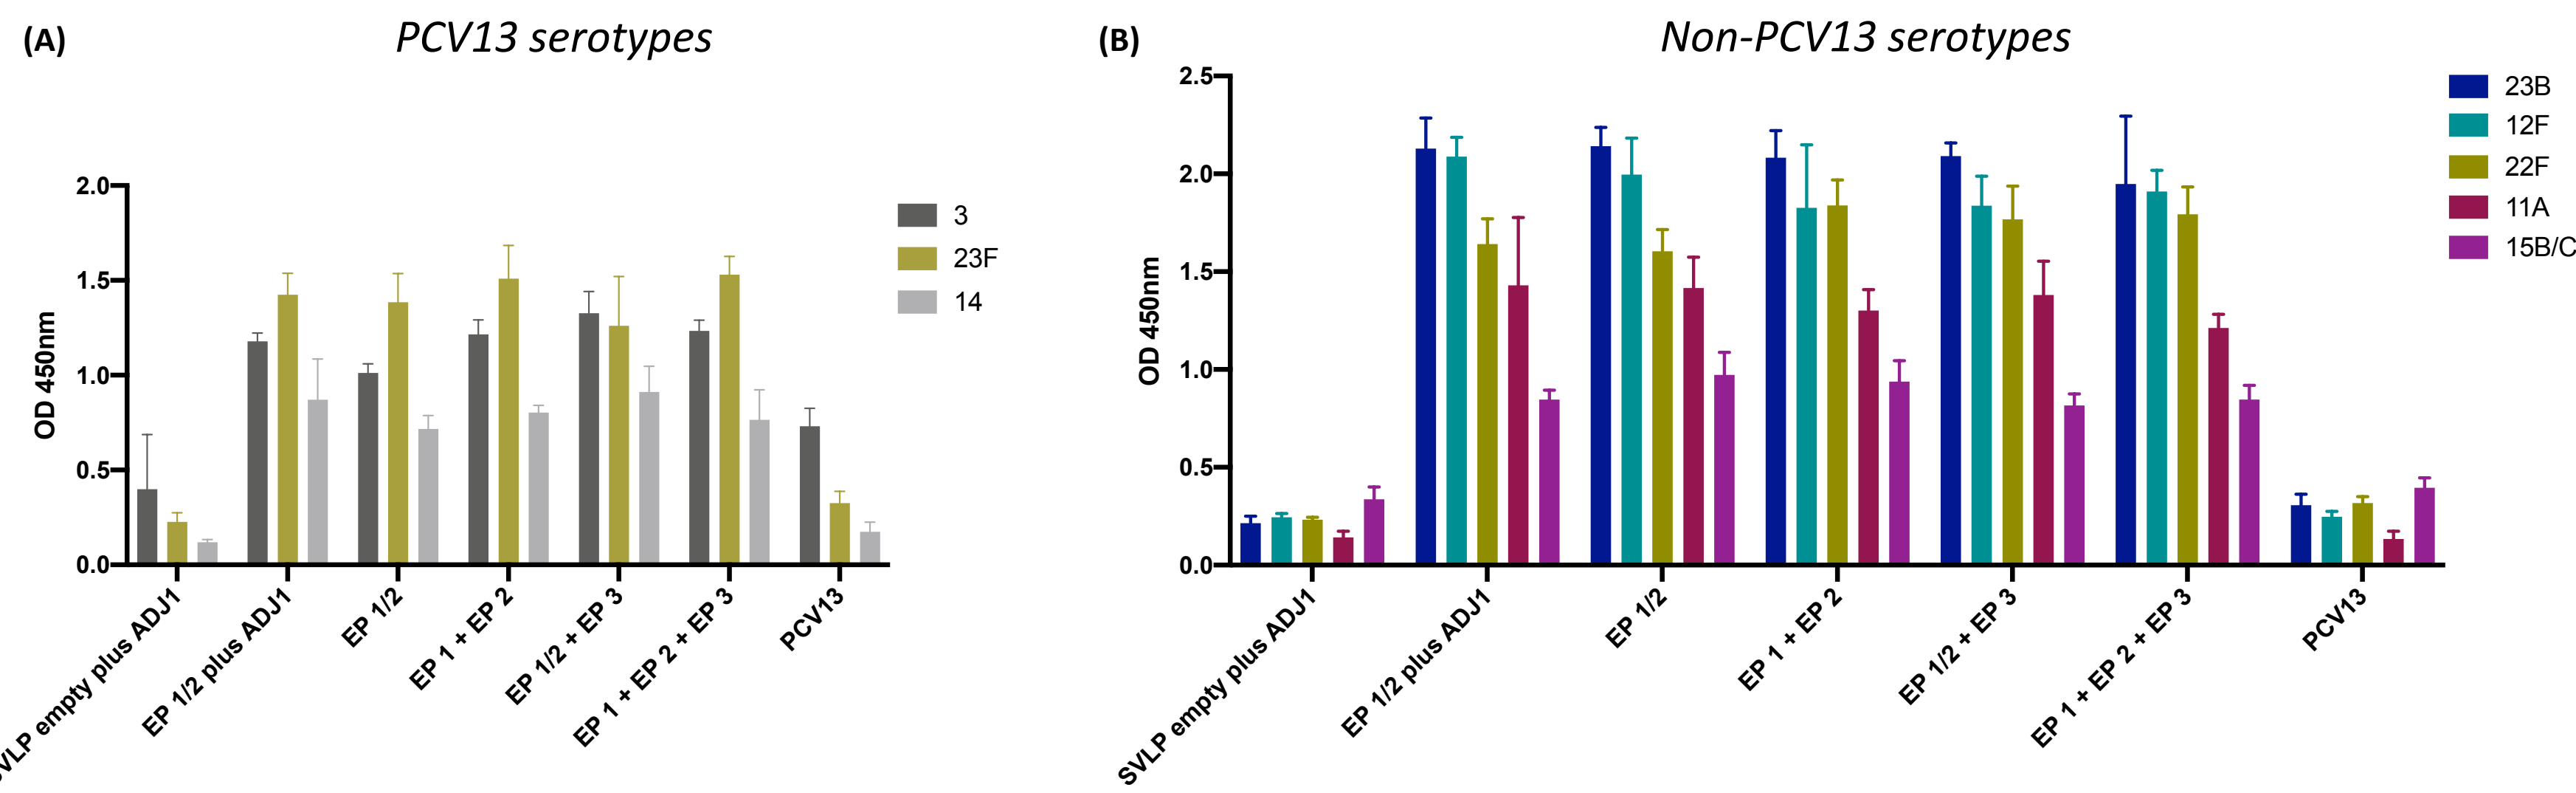 (A)
PCV13 serotypes
2.0
1.5
1.0
0.5
0.0
OD 450nm
3
23F
14
SVLP empty plus ADJ1
EP 1/2 plus ADJ1
EP 1/2
EP 1 + EP 2
EP 1/2 + EP 3
EP 1 + EP 2 + EP 3
PCV13
(B)
Non-PCV13 serotypes
2.5
2.0
1.5
1.0
0.5
0.0
OD 450nm
23B
12F
22F
11A
15B/C
SVLP empty plus ADJ1
EP 1/2 plus ADJ1
EP 1/2
EP 1 + EP 2
EP 1/2 + EP 3
EP 1 + EP 2 + EP 3
PCV13